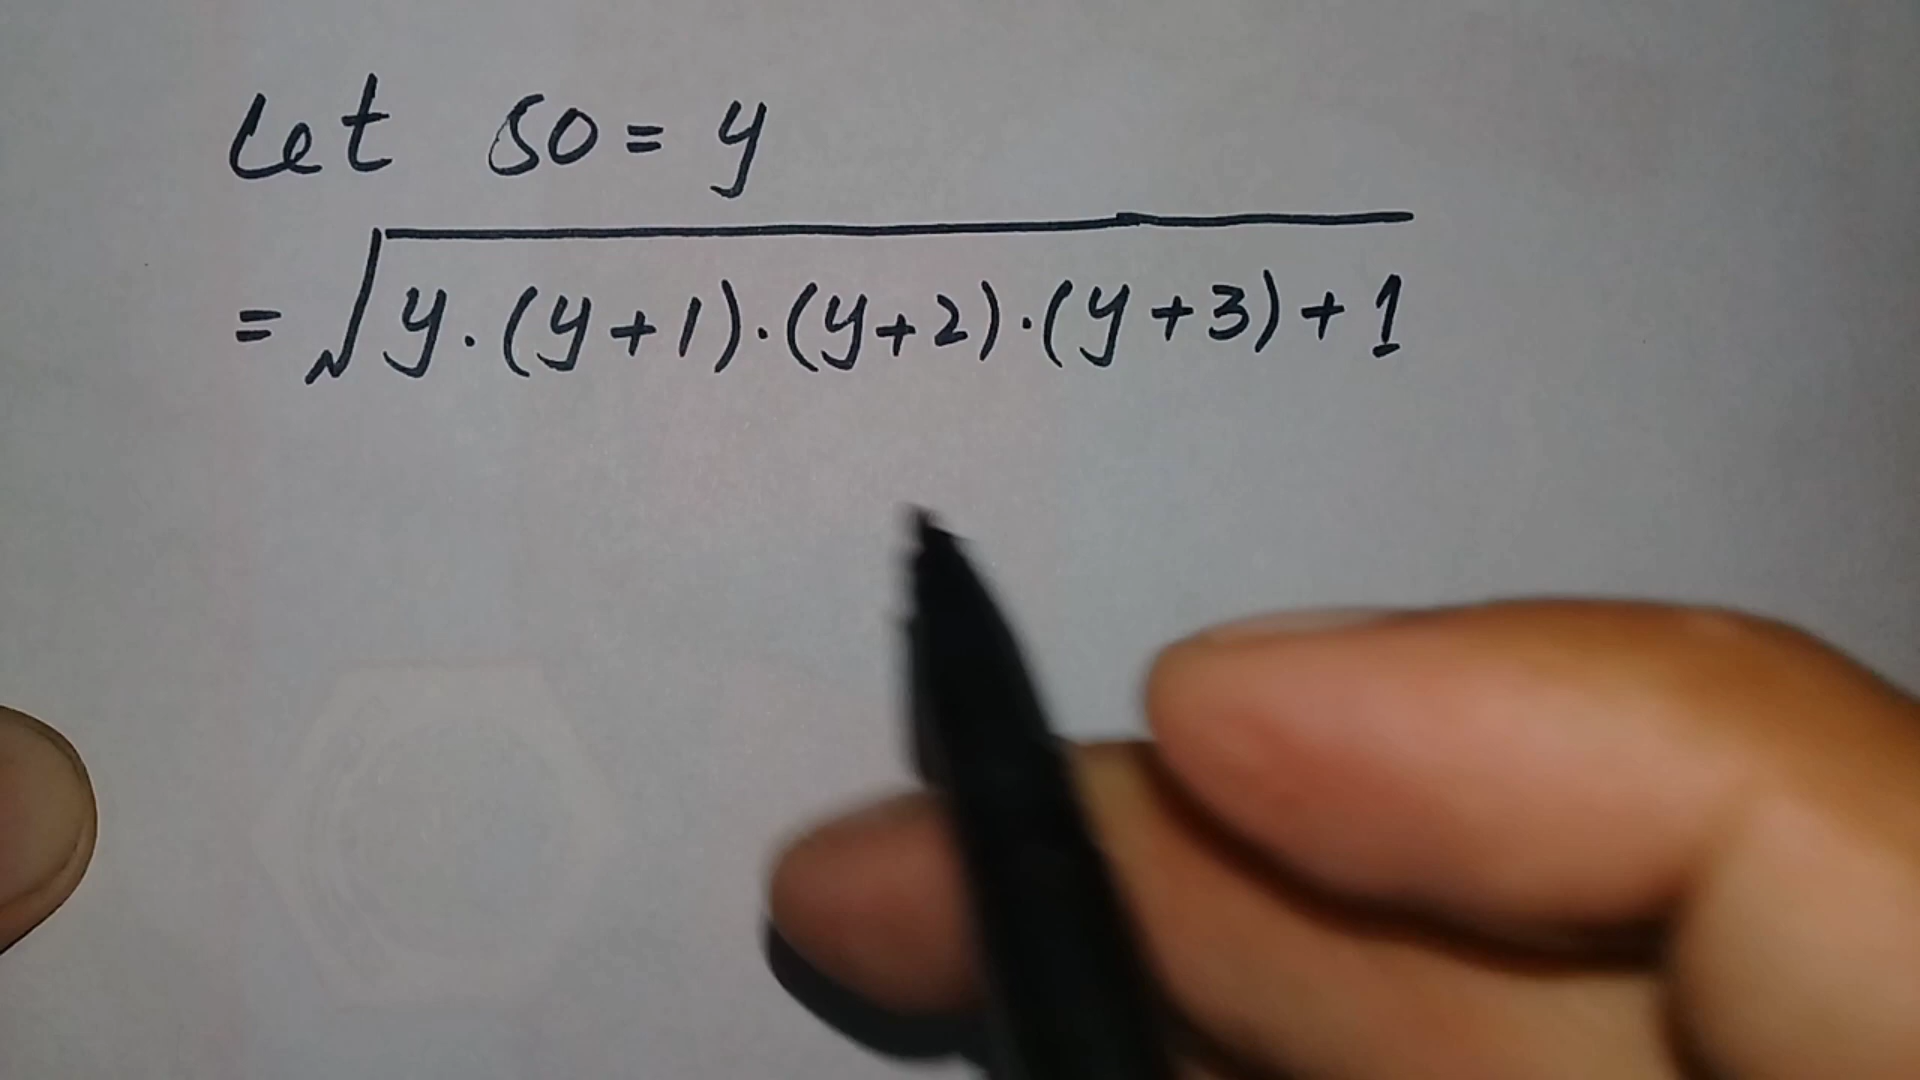 Let 50 = y
= √y·(y+1)·(y+2)·(y+3)+1